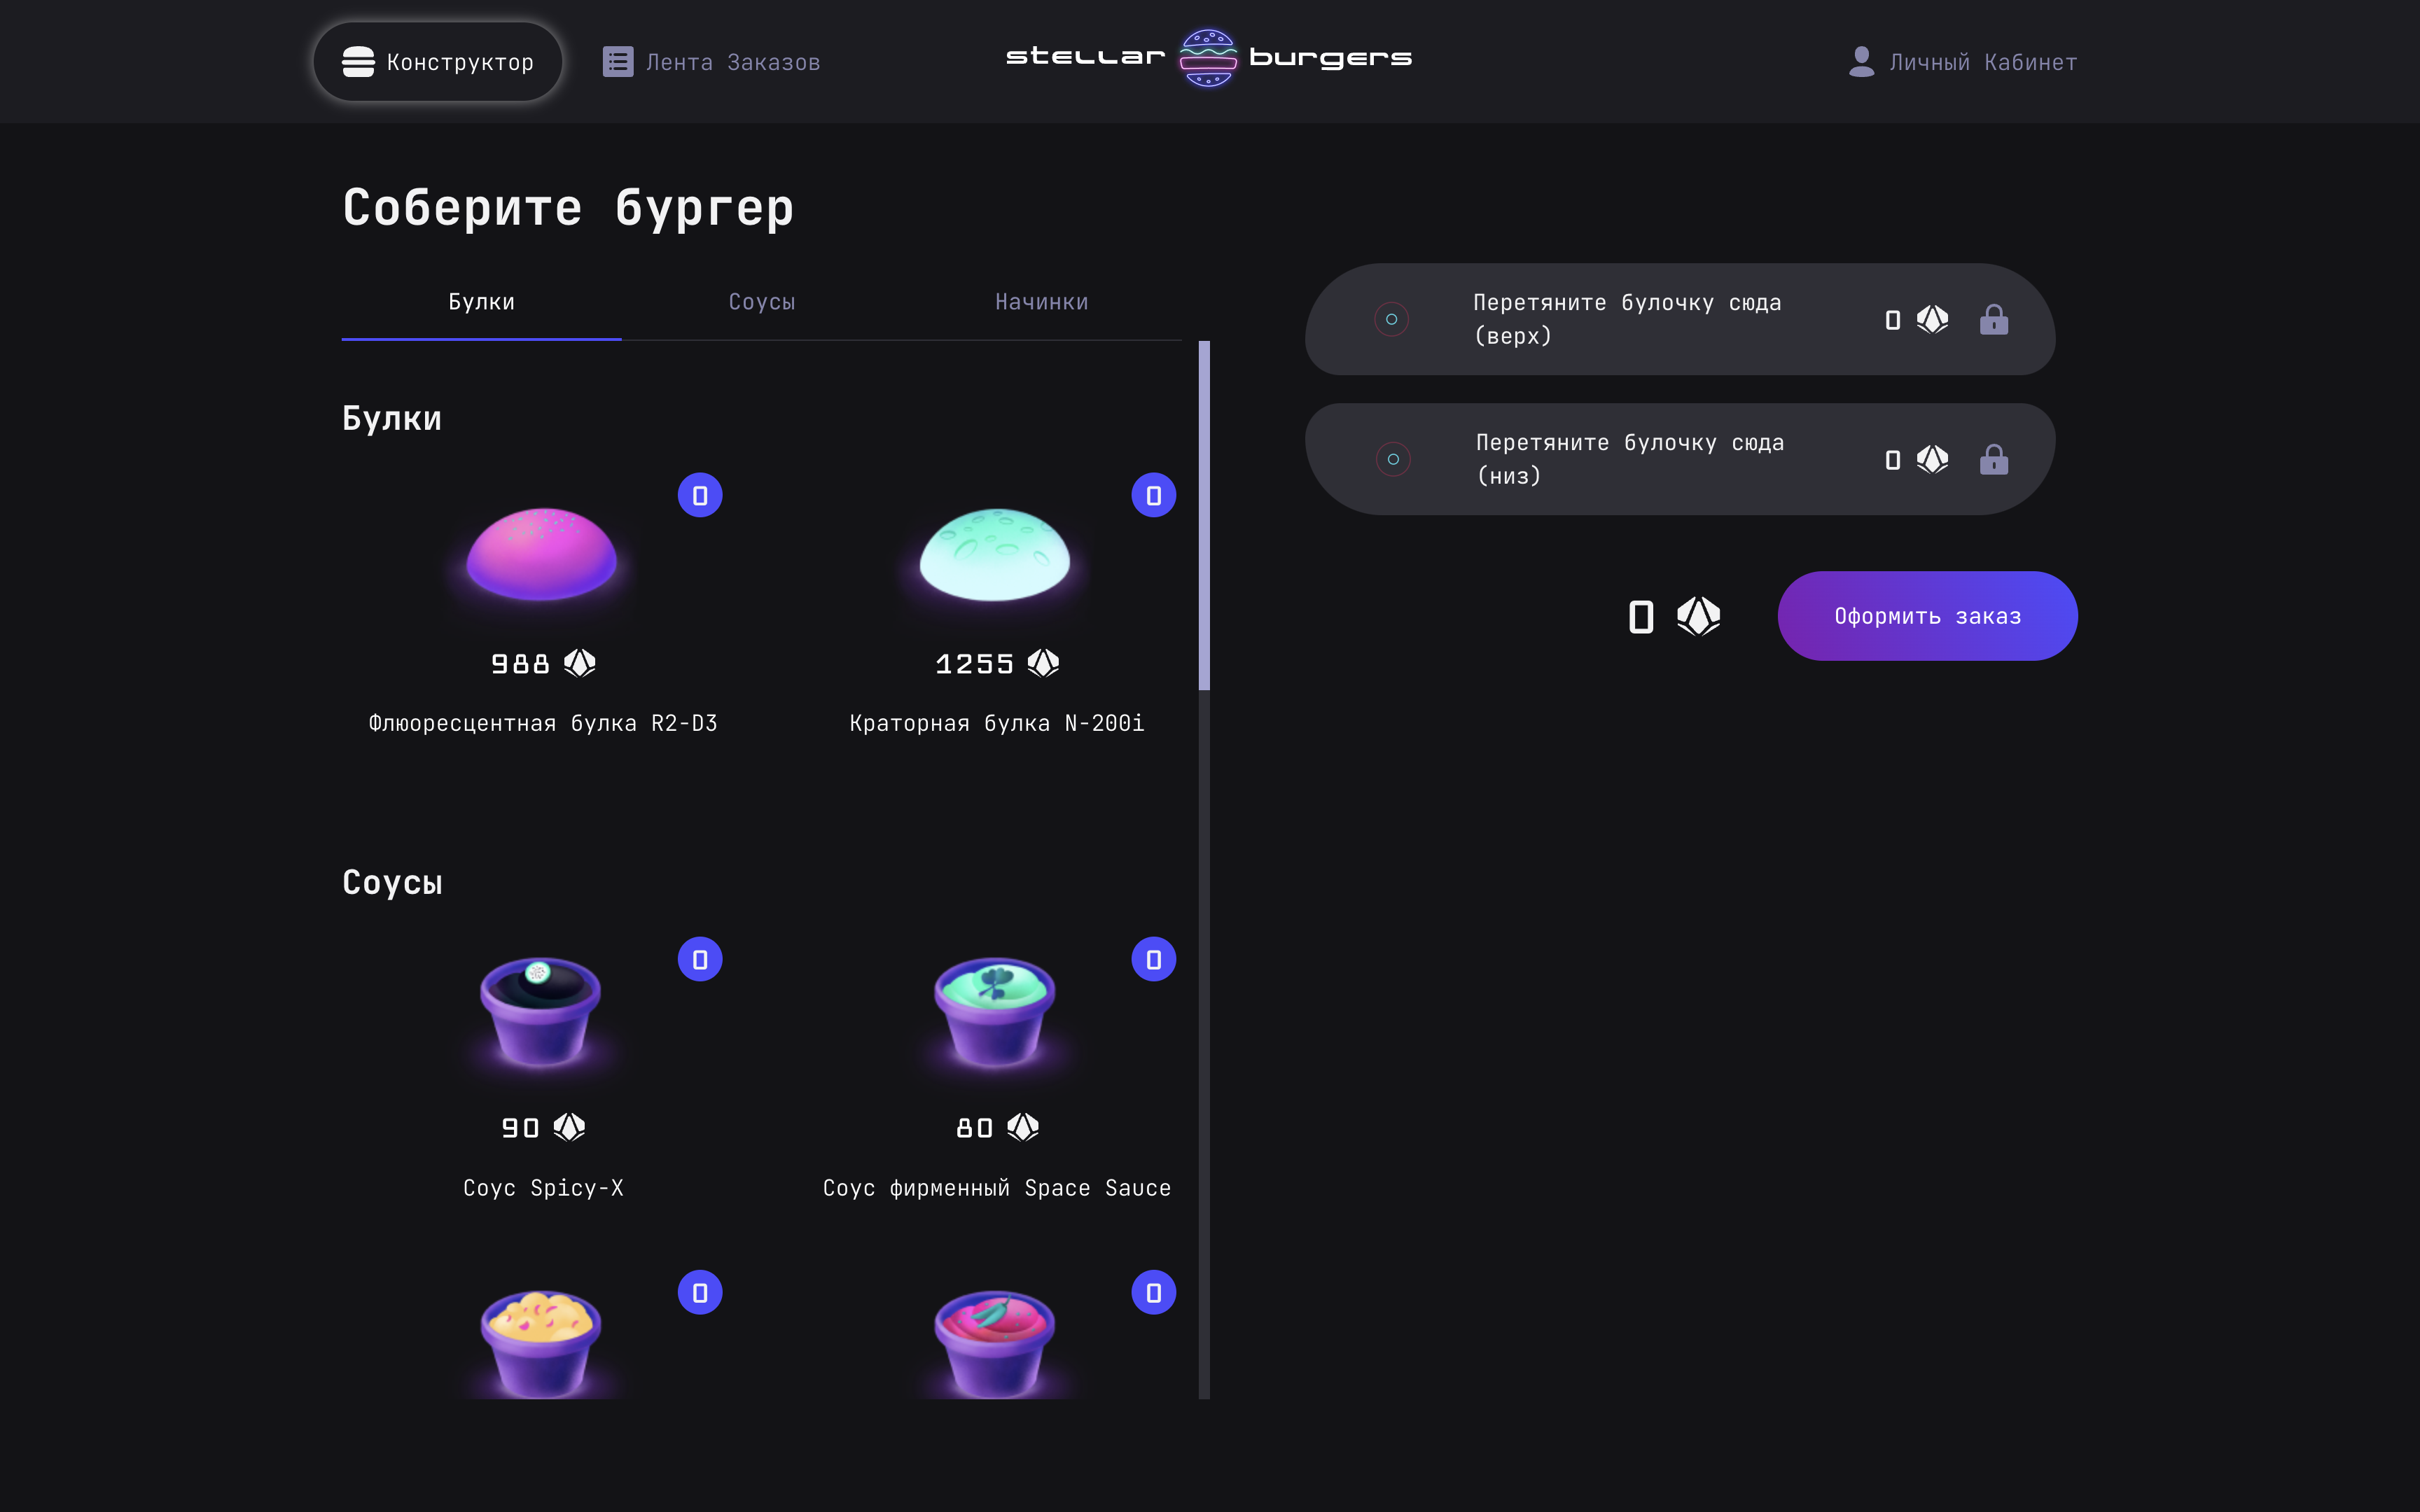 Конструктор
Лента Заказов
stellar burgers
Личный Кабинет
Соберите бургер
Булки
Соусы
Начинки
Булки
0
0
988
1255
Флюоресцентная булка R2-D3
Краторная булка N-200i
Соусы
0
0
90
80
Соус Spicy-X
Соус фирменный Space Sauce
0
0
Перетяните булочку сюда
(верх)
0
Перетяните булочку сюда
(низ)
0
0
Оформить заказ